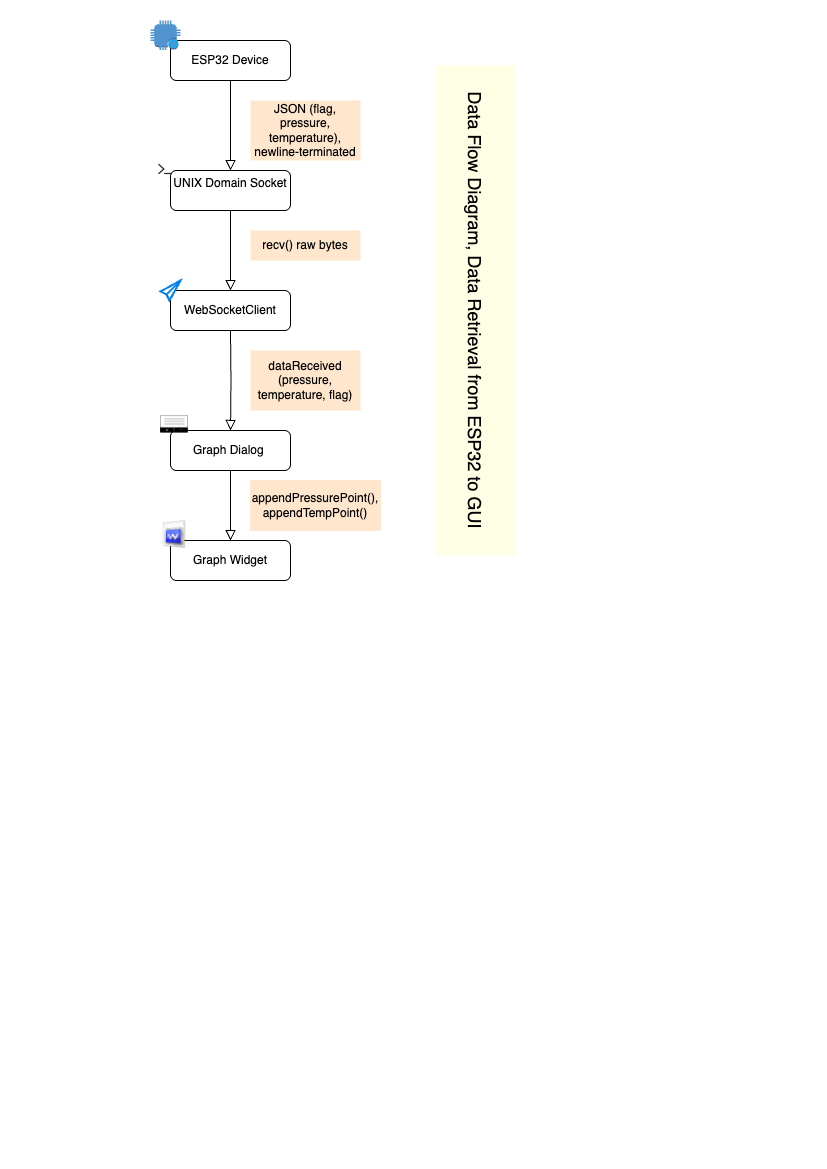 ESP32 Device
JSON (flag,
pressure,
temperature),
newline-terminated
UNIX Domain Socket
recv() raw bytes
WebSocketClient
dataReceived
(pressure,
temperature, flag)
Graph Dialog
appendPressurePoint(),
appendTempPoint()
W
Graph Widget
Data Flow Diagram, Data Retrieval from ESP32 to GUI